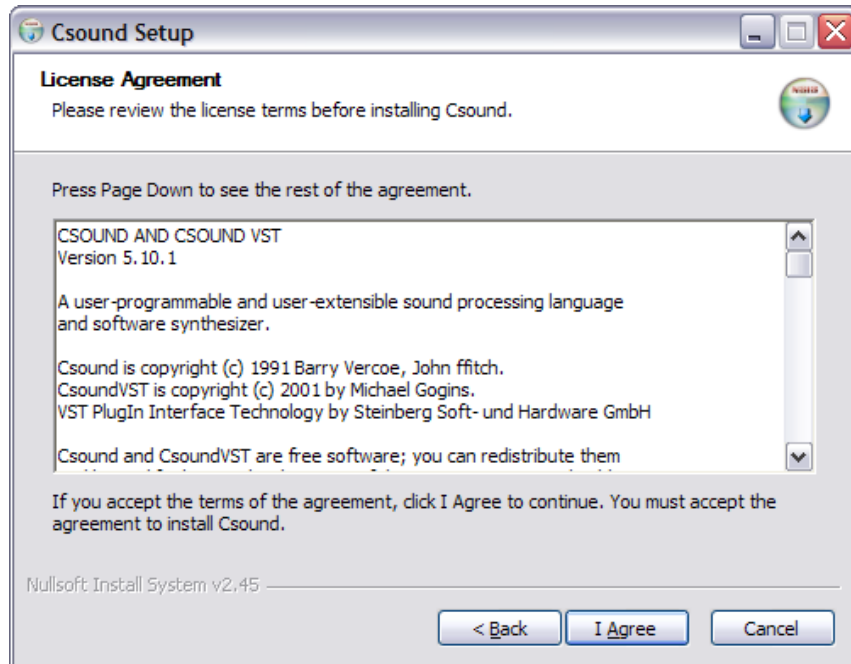 Csound Setup
License Agreement
Please review the license terms before installing Csound.
Press Page Down to see the rest of the agreement.
CSOUND AND CSOUND VST
Version 5.10.1
A user-programmable and user-extensible sound processing language
and software synthesizer.
Csound is copyright (c) 1991 Barry Vercoe, John ffitch.
CsoundVST is copyright (c) 2001 by Michael Gogins.
VST PlugIn Interface Technology by Steinberg Soft- und Hardware GmbH
Csound and CsoundVST are free software; you can redistribute them
If you accept the terms of the agreement, click I Agree to continue. You must accept the
agreement to install Csound.
Nullsoft Install System v2.45
< Back
I Agree
Cancel